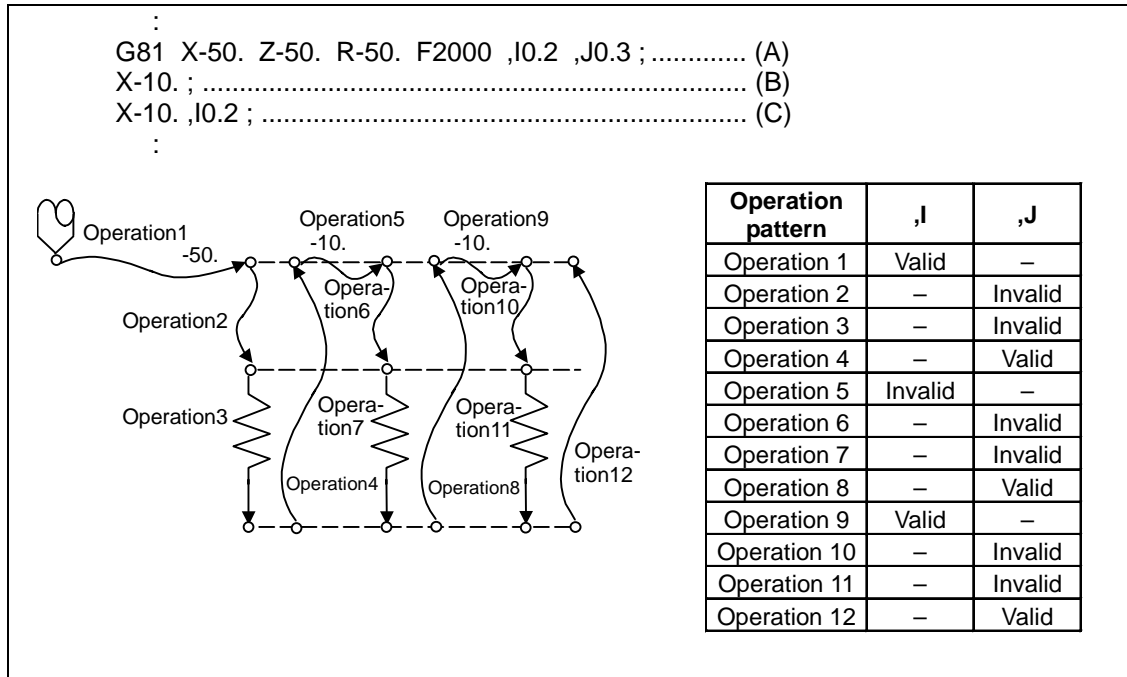 :
G81 X-50. Z-50. R-50. F2000 ,I0.2 ,J0.3 ; ............. (A)
X-10. ; ......................................................................... (B)
X-10. ,I0.2 ; ................................................................. (C)
:
Operation1
-50.
Operation5
-10.
Operation9
-10.
Operation2
Opera-
tion6
Opera-
tion10
Operation3
Opera-
tion7
Opera-
tion11
Opera-
tion12
Operation4
Operation8
Operation pattern ,I ,J
Operation 1 Valid –
Operation 2 – Invalid
Operation 3 – Invalid
Operation 4 – Valid
Operation 5 Invalid –
Operation 6 – Invalid
Operation 7 – Invalid
Operation 8 – Valid
Operation 9 Valid –
Operation 10 – Invalid
Operation 11 – Invalid
Operation 12 – Valid